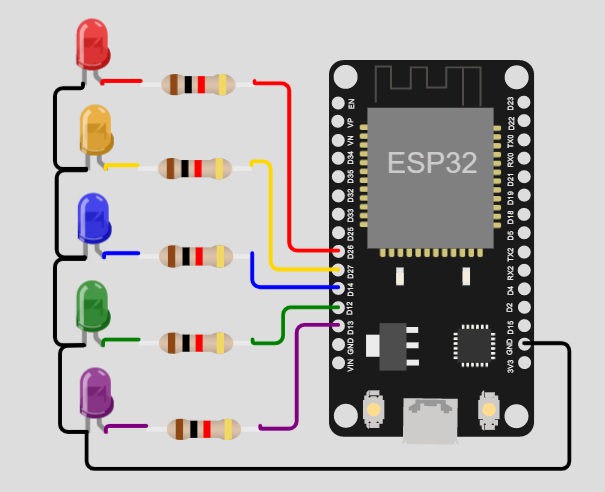 ESP32
EN
VP
VN
D34
D35
D32
D33
D25
D26
D27
D14
D12
D13
GND
VIN
D23
D22
TX0
RX0
D21
D19
D18
D5
TX2
RX2
D4
D2
D15
GND
3V3